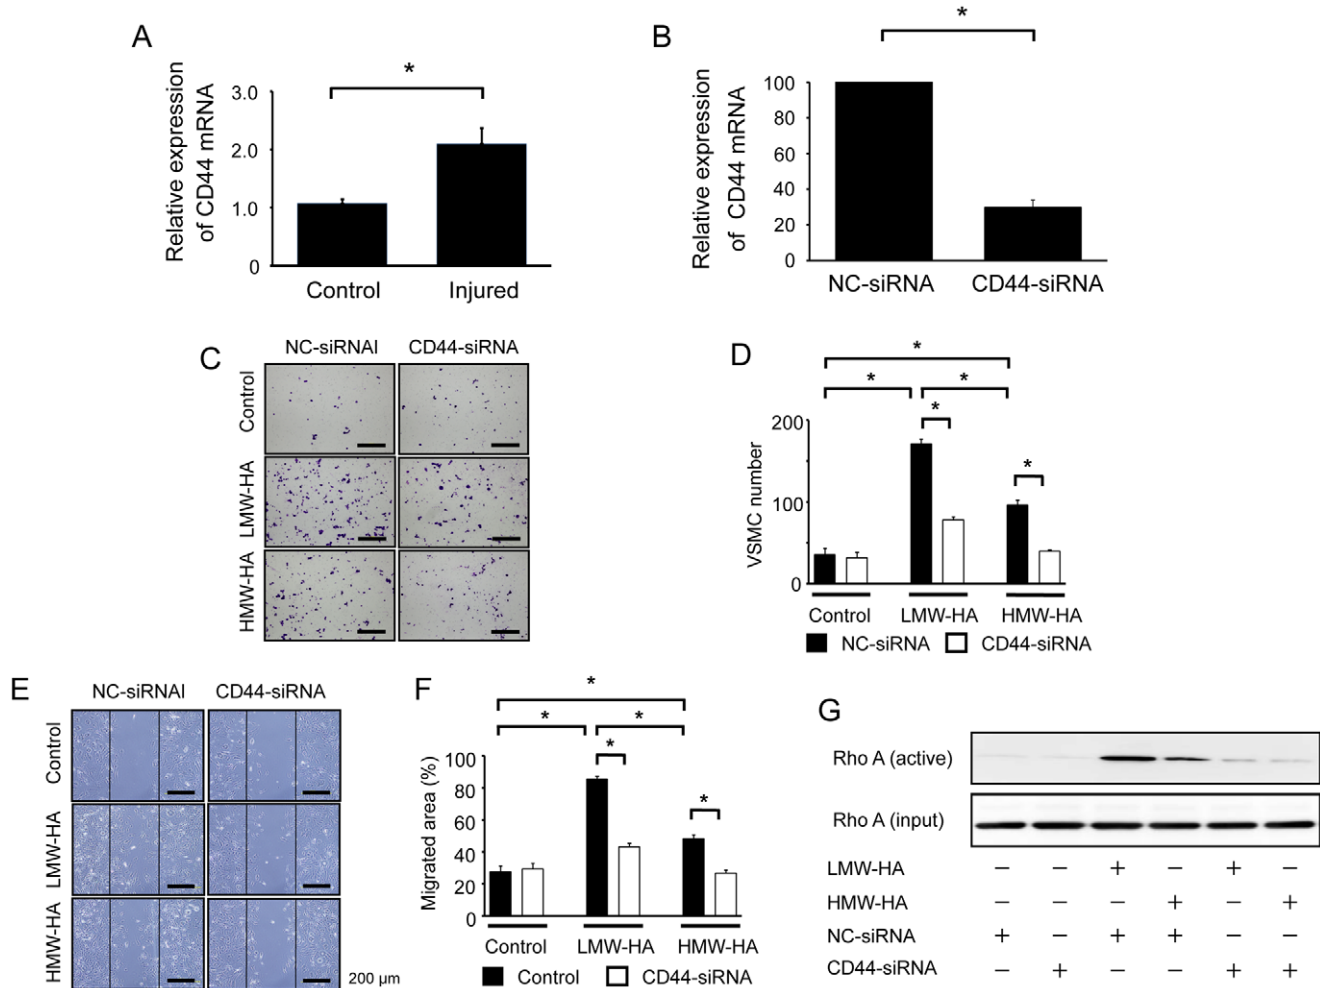 A
*
Relative expression
of CD44 mRNA
3.0
2.0
1.0
0
Control
Injured
B
*
Relative expression
of CD44 mRNA
100
80
60
40
20
0
NC-siRNA
CD44-siRNA
C
NC-siRNAI
CD44-siRNA
Control
LMW-HA
HMW-HA
D
*
*
*
*
*
VSMC number
200
100
0
Control
LMW-HA
HMW-HA
NC-siRNA
CD44-siRNA
E
NC-siRNAI
CD44-siRNA
Control
LMW-HA
HMW-HA
200 μm
F
*
*
*
*
*
Migrated area (%)
100
80
60
40
20
0
Control
LMW-HA
HMW-HA
Control
CD44-siRNA
G
Rho A (active)
Rho A (input)
LMW-HA − − + − + −
HMW-HA − − − + − +
NC-siRNA + − + + − −
CD44-siRNA − + − − + +